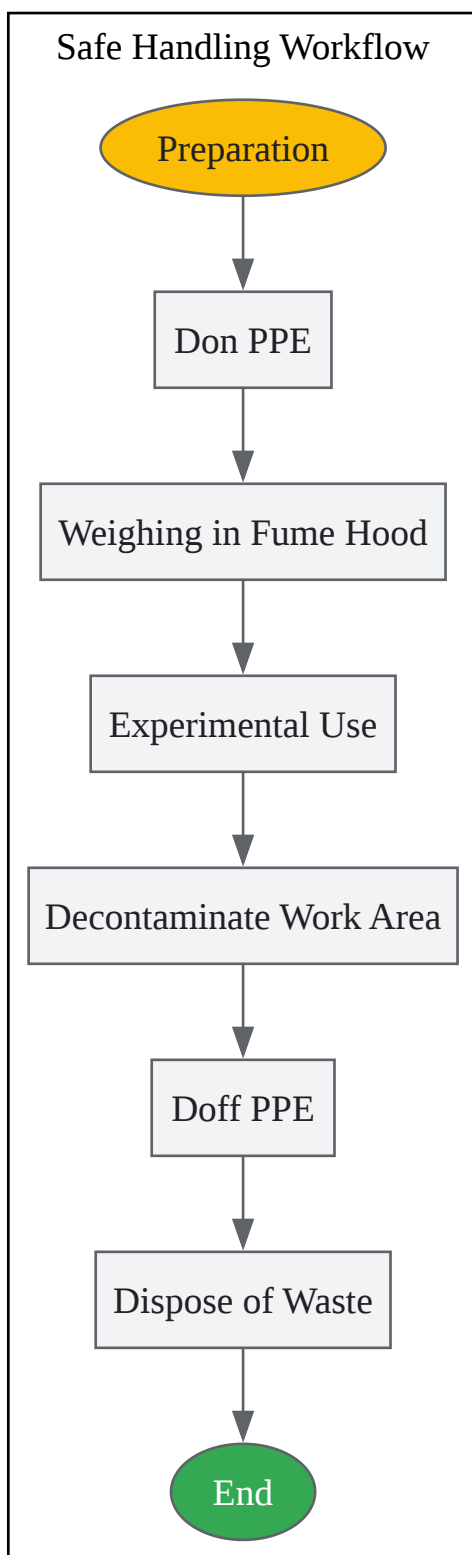 Safe Handling Workflow
Preparation
Don PPE
Weighing in Fume Hood
Experimental Use
Decontaminate Work Area
Doff PPE
Dispose of Waste
End